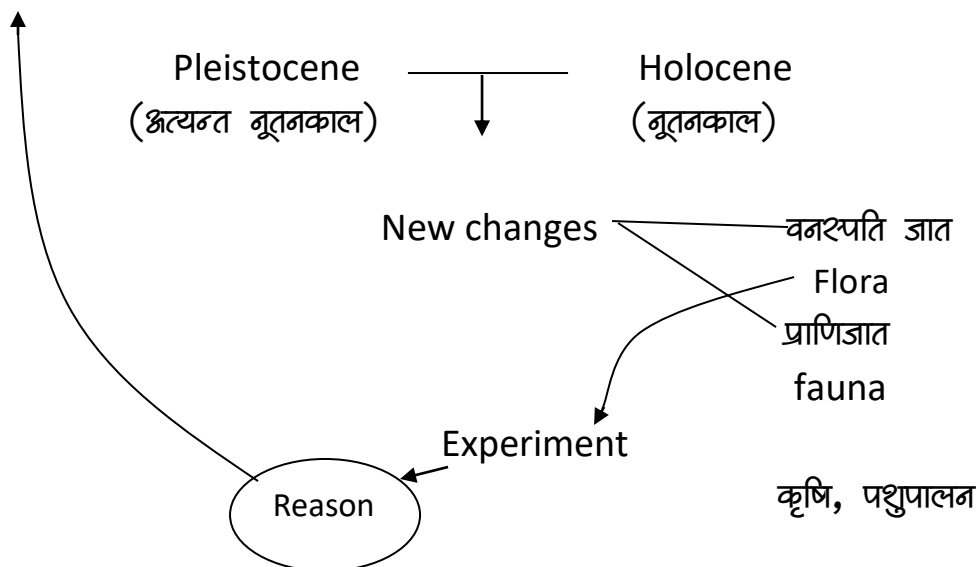 Pleistocene Holocene
(अत्यन्त नूतनकाल) (नूतनकाल)
New changes वनस्पति जात
Flora
प्राणिजात
fauna
Experiment
Reason कृषि, पशुपालन